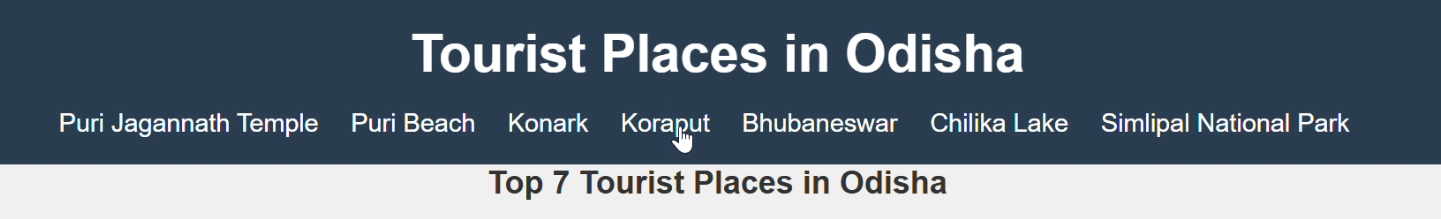 Tourist Places in Odisha
Puri Jagannath Temple Puri Beach Konark Koraput Bhubaneswar Chilika Lake Simlipal National Park
Top 7 Tourist Places in Odisha